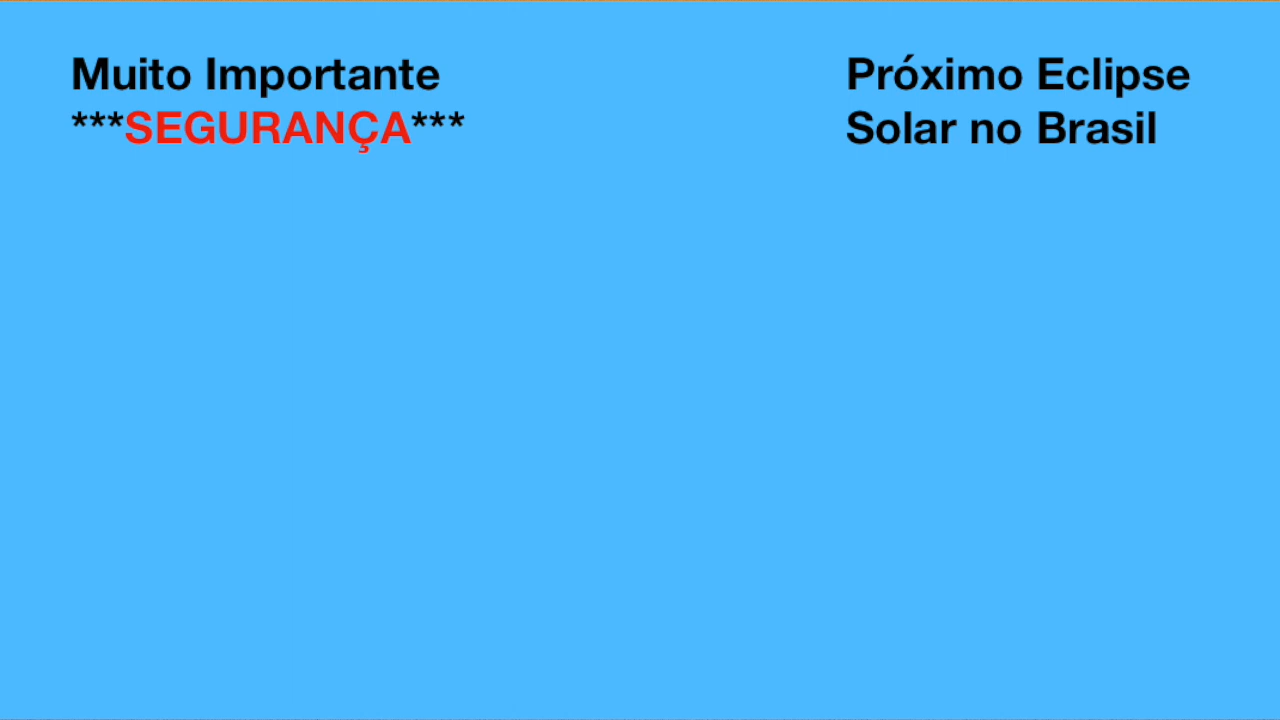 Muito Importante
***SEGURANÇA***
Próximo Eclipse
Solar no Brasil